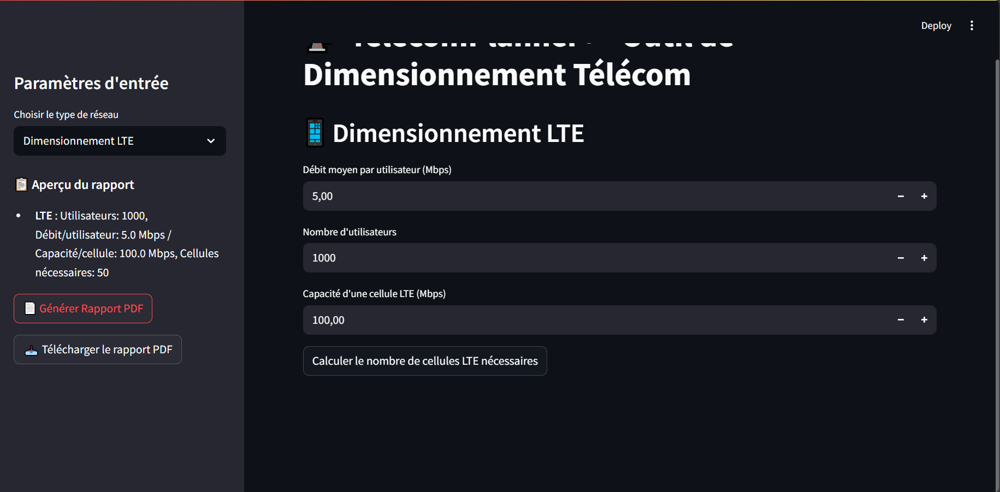 Deploy
Paramètres d'entrée
Choisir le type de réseau
Dimensionnement LTE
Aperçu du rapport
• LTE : Utilisateurs: 1000,
Débit/utilisateur: 5.0 Mbps /
Capacité/cellule: 100.0 Mbps, Cellules
nécessaires: 50
Générer Rapport PDF
Télécharger le rapport PDF
Dimensionnement Télécom
Dimensionnement LTE
Débit moyen par utilisateur (Mbps)
5,00
Nombre d'utilisateurs
1000
Capacité d'une cellule LTE (Mbps)
100,00
Calculer le nombre de cellules LTE nécessaires